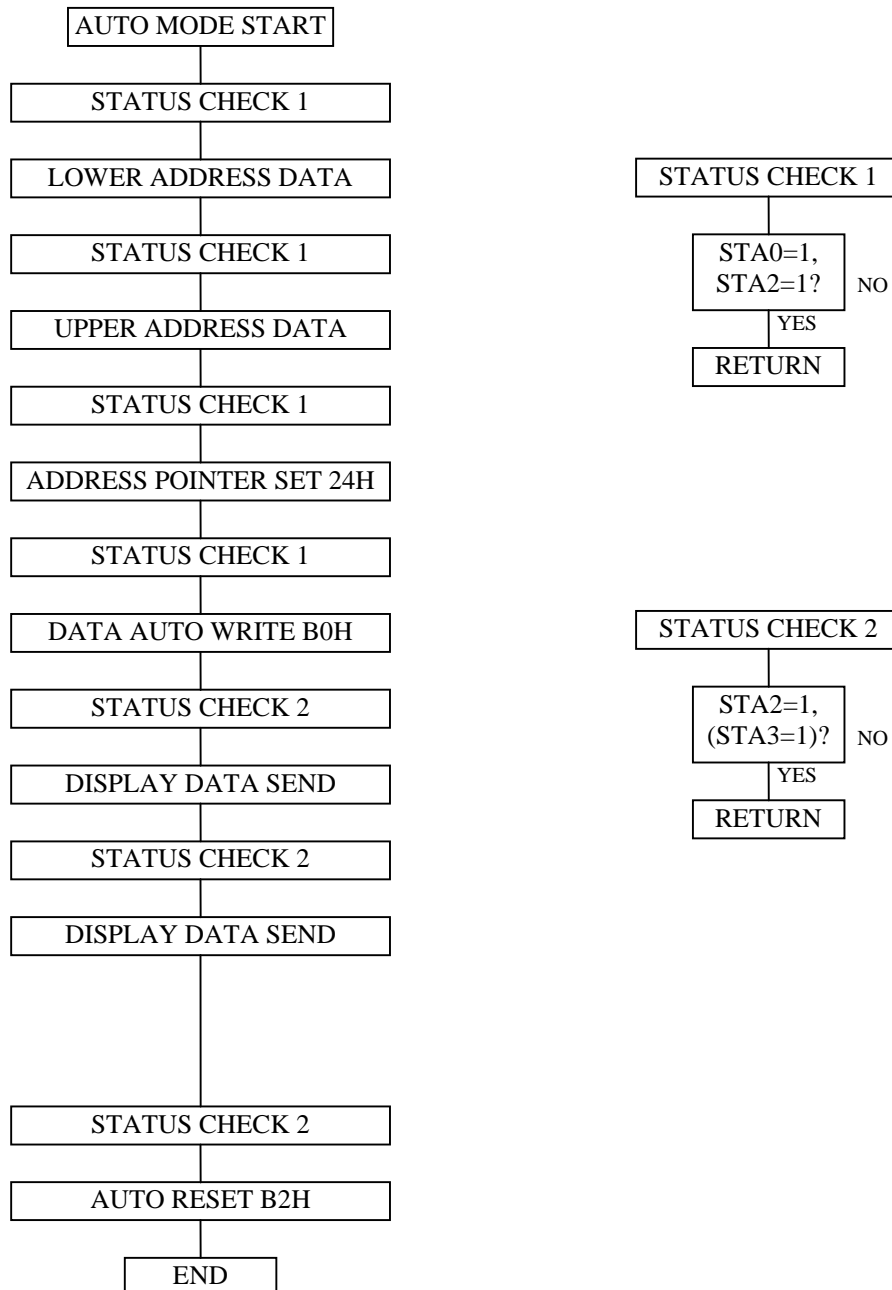 AUTO MODE START
STATUS CHECK 1
LOWER ADDRESS DATA
STATUS CHECK 1
UPPER ADDRESS DATA
STATUS CHECK 1
ADDRESS POINTER SET 24H
STATUS CHECK 1
DATA AUTO WRITE B0H
STATUS CHECK 2
DISPLAY DATA SEND
STATUS CHECK 2
DISPLAY DATA SEND
STATUS CHECK 2
AUTO RESET B2H
END
STATUS CHECK 1
STA0=1,
STA2=1?
NO
YES
RETURN
STATUS CHECK 2
STA2=1,
(STA3=1)?
NO
YES
RETURN